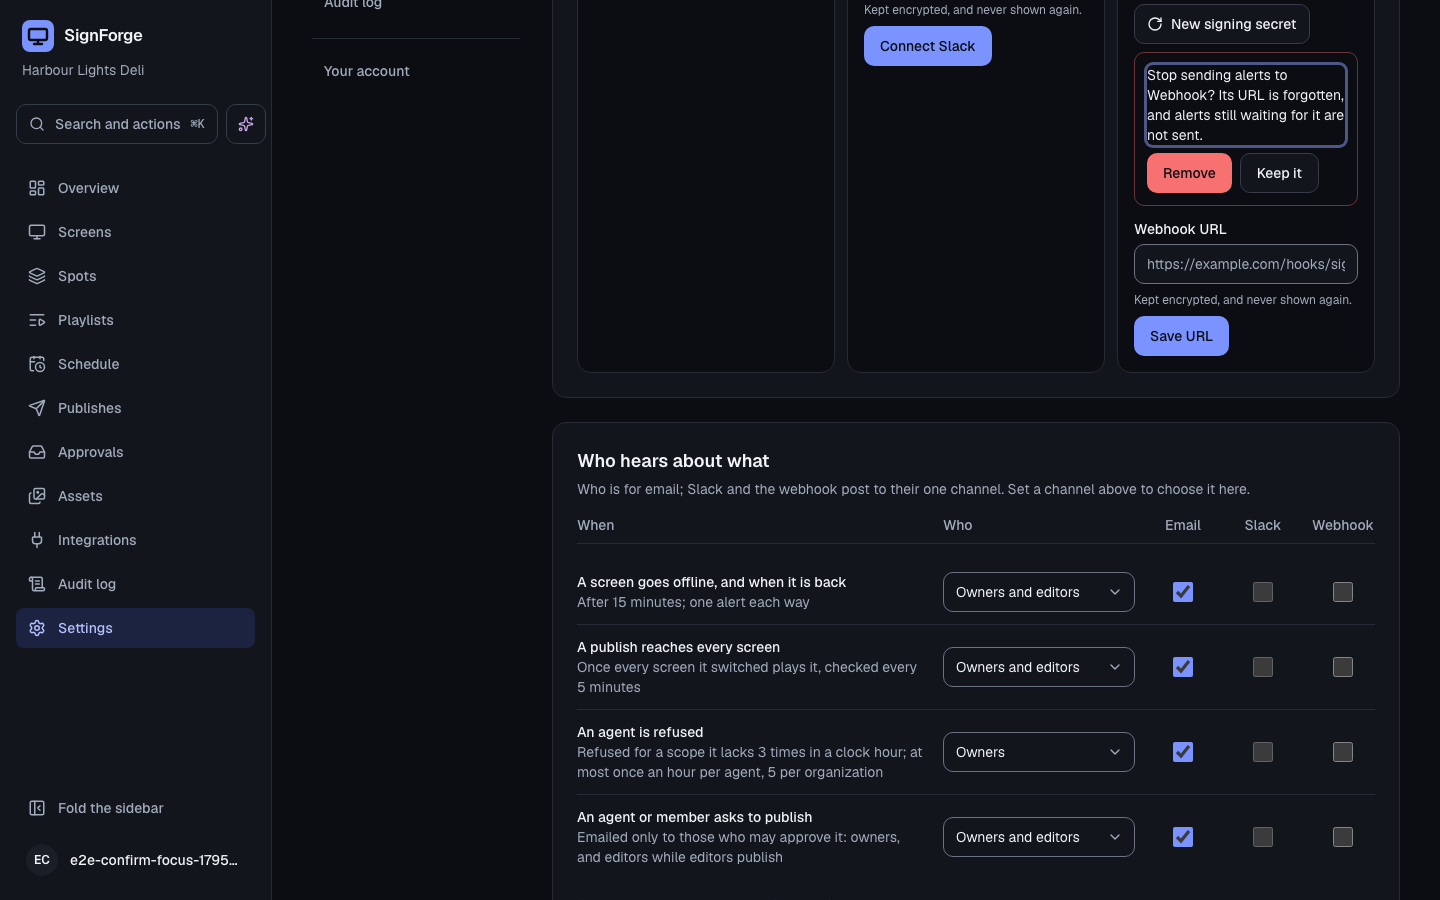 SignForge
Harbour Lights Deli
Search and actions ⌘K
Overview
Screens
Spots
Playlists
Schedule
Publishes
Approvals
Assets
Integrations
Audit log
Settings
Fold the sidebar
EC e2e-confirm-focus-1795…
Audit log
Your account
Kept encrypted, and never shown again.
Connect Slack
New signing secret
Stop sending alerts to
Webhook? Its URL is forgotten,
and alerts still waiting for it are
not sent.
Remove Keep it
Webhook URL
https://example.com/hooks/sig
Kept encrypted, and never shown again.
Save URL
Who hears about what
Who is for email; Slack and the webhook post to their one channel. Set a channel above to choose it here.
When Who Email Slack Webhook
A screen goes offline, and when it is back
After 15 minutes; one alert each way
Owners and editors
A publish reaches every screen
Once every screen it switched plays it, checked every
5 minutes
Owners and editors
An agent is refused
Refused for a scope it lacks 3 times in a clock hour; at
most once an hour per agent, 5 per organization
Owners
An agent or member asks to publish
Emailed only to those who may approve it: owners,
and editors while editors publish
Owners and editors